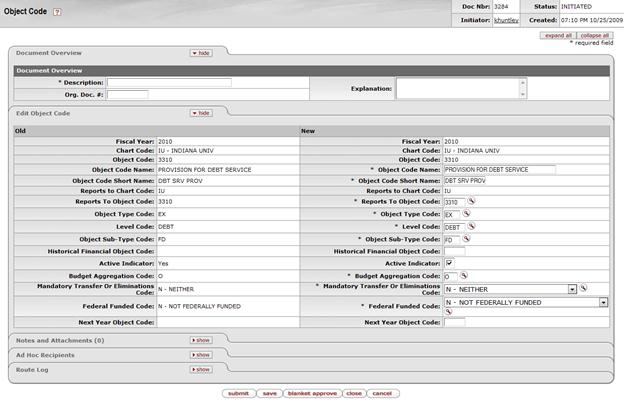 Object Code ?
Doc Nbr: 3284 Status: INITIATED
Initiator: khuntley Created: 07:10 PM 10/25/2009
expand all collapse all
* required field
Document Overview hide
Document Overview
* Description: Explanation:
Org. Doc. #:
Edit Object Code hide
Old New
Fiscal Year: 2010 Fiscal Year: 2010
Chart Code: IU - INDIANA UNIV Chart Code: IU - INDIANA UNIV
Object Code: 3310 Object Code: 3310
Object Code Name: PROVISION FOR DEBT SERVICE * Object Code Name: PROVISION FOR DEBT SERVICE
Object Code Short Name: DBT SRV PROV * Object Code Short Name: DBT SRV PROV
Reports to Chart Code: IU Reports to Chart Code: IU
Reports To Object Code: 3310 * Reports To Object Code: 3310
Object Type Code: EX * Object Type Code: EX
Level Code: DEBT * Level Code: DEBT
Object Sub-Type Code: FD * Object Sub-Type Code: FD
Historical Financial Object Code: Historical Financial Object Code:
Active Indicator: Yes Active Indicator:
Budget Aggregation Code: O * Budget Aggregation Code: O
Mandatory Transfer Or Eliminations Code: N - NEITHER * Mandatory Transfer Or Eliminations Code: N - NEITHER
Federal Funded Code: N - NOT FEDERALLY FUNDED * Federal Funded Code: N - NOT FEDERALLY FUNDED
Next Year Object Code: Next Year Object Code:
Notes and Attachments (0) show
Ad Hoc Recipients show
Route Log show
submit save blanket approve close cancel